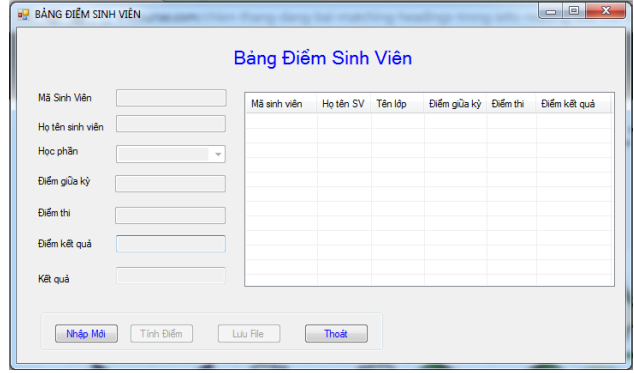 BẢNG ĐIỂM SINH VIÊN
Bảng Điểm Sinh Viên
Mã Sinh Viên
Họ tên sinh viên
Học phần
Điểm giữa kỳ
Điểm thi
Điểm kết quả
Kết quả
Mã sinh viên Họ tên SV Tên lớp Điểm giữa kỳ Điểm thi Điểm kết quả
Nhập Mới Tính Điểm Lưu File Thoát